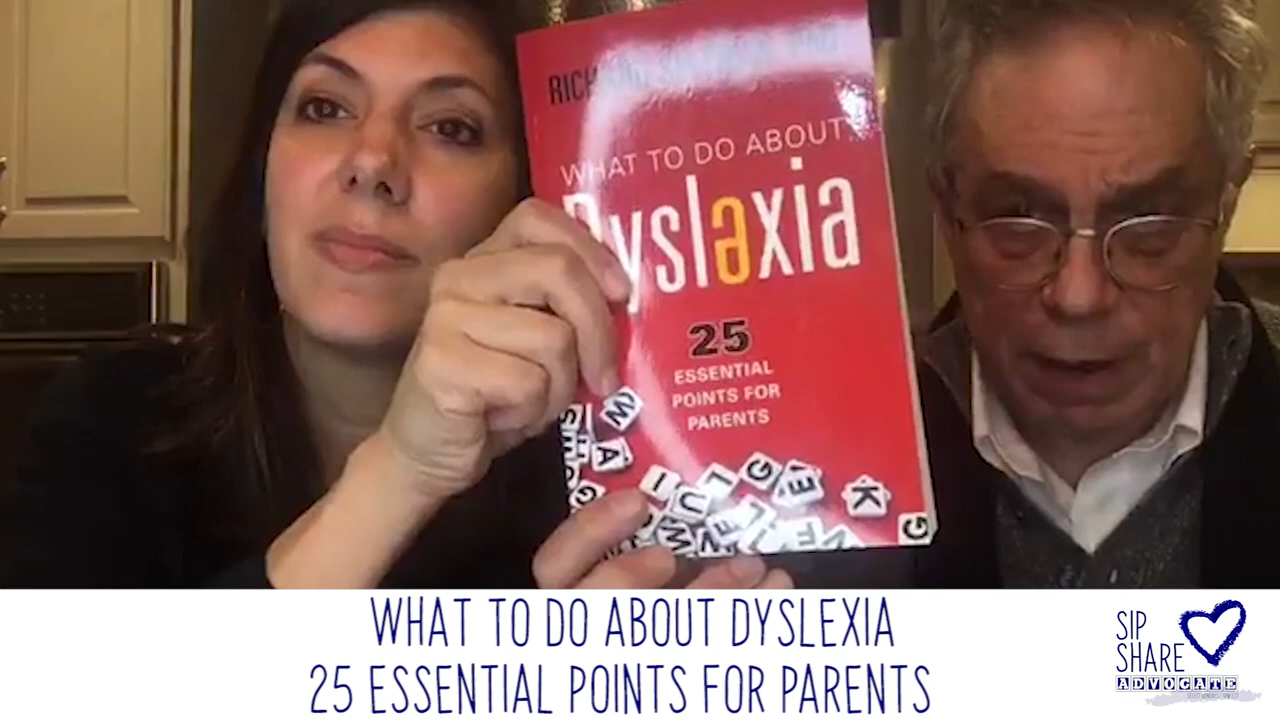 WHAT TO DO ABOUT...
Dyslexia
25
ESSENTIAL
POINTS FOR
PARENTS
W
A
I
U
L
G
E
K
G
WHAT TO DO ABOUT DYSLEXIA
25 ESSENTIAL POINTS FOR PARENTS
SIP
SHARE
ADVOCATE